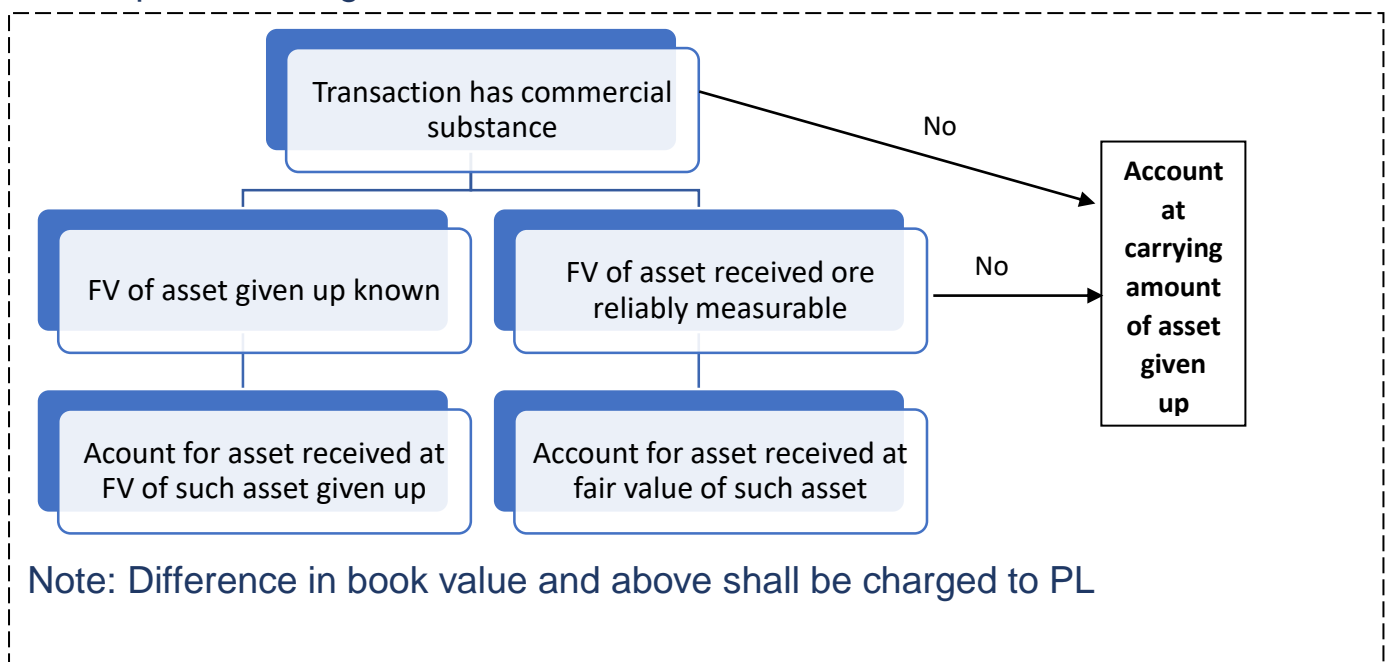 Transaction has commercial
substance
No
Account
at
carrying
amount
of asset
given
up
FV of asset given up known
FV of asset received ore
reliably measurable
No
Acount for asset received at
FV of such asset given up
Account for asset received at
fair value of such asset
Note: Difference in book value and above shall be charged to PL